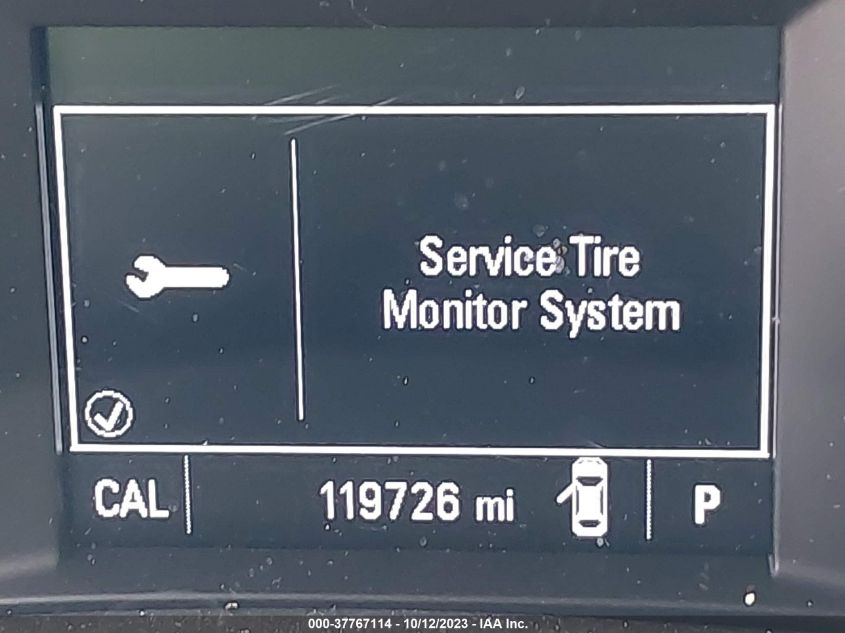 Service Tire
Monitor System
CAL
119726 mi
P
000-37767114 - 10/12/2023 - IAA Inc.